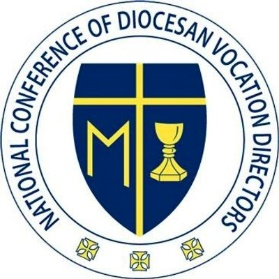 NATIONAL CONFERENCE OF DIOCESAN VOCATION DIRECTORS
M